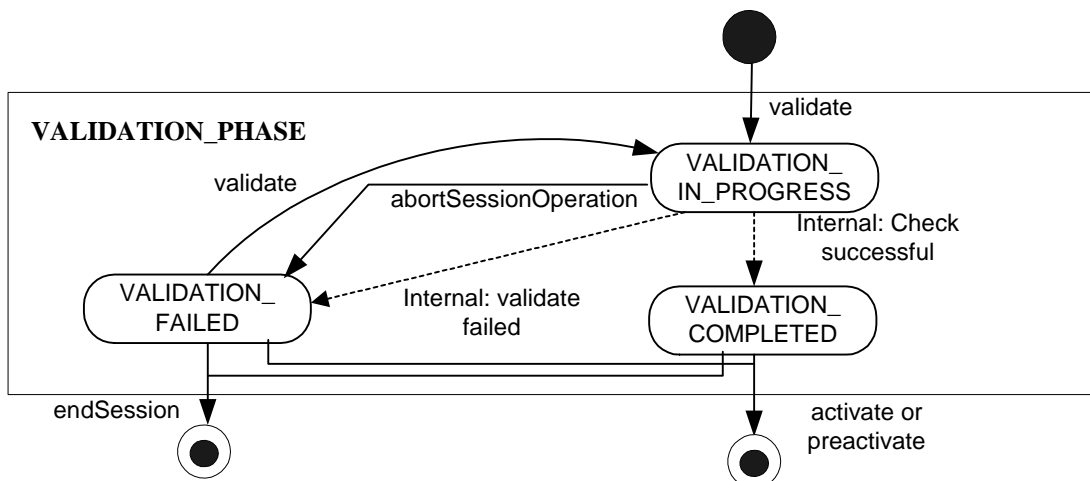 validate
VALIDATION_PHASE
VALIDATION_
IN_PROGRESS
validate
abortSessionOperation
Internal: Check
successful
VALIDATION_
FAILED
Internal: validate
failed
VALIDATION_
COMPLETED
endSession
activate or
preactivate